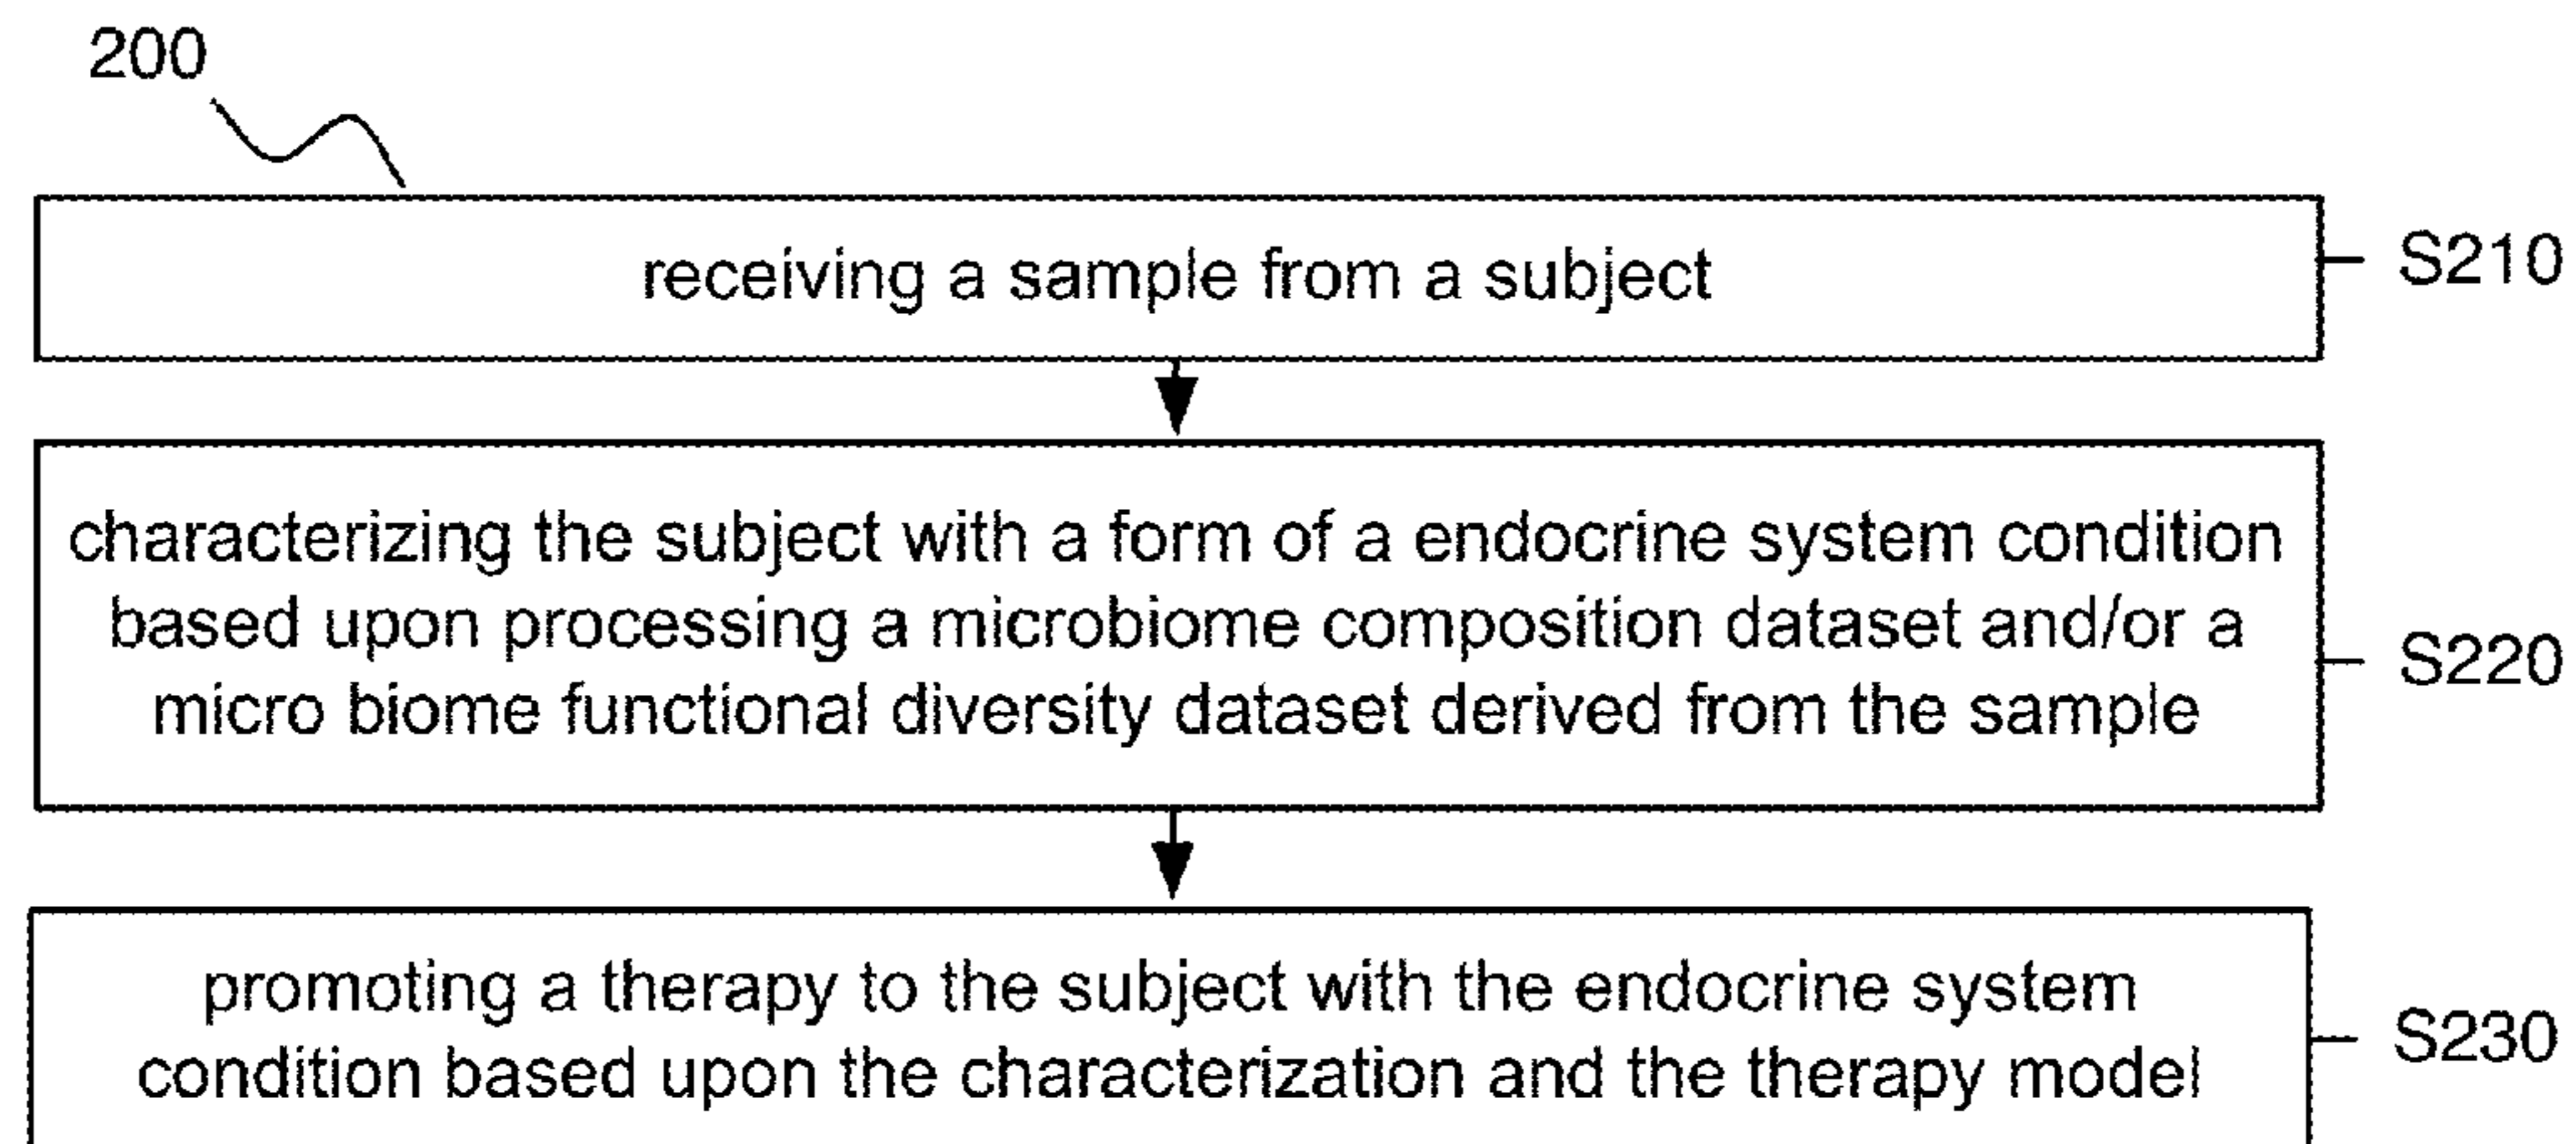 200
receiving a sample from a subject
S210
characterizing the subject with a form of a endocrine system condition
based upon processing a microbiome composition dataset and/or a
micro biome functional diversity dataset derived from the sample
S220
promoting a therapy to the subject with the endocrine system
condition based upon the characterization and the therapy model
S230